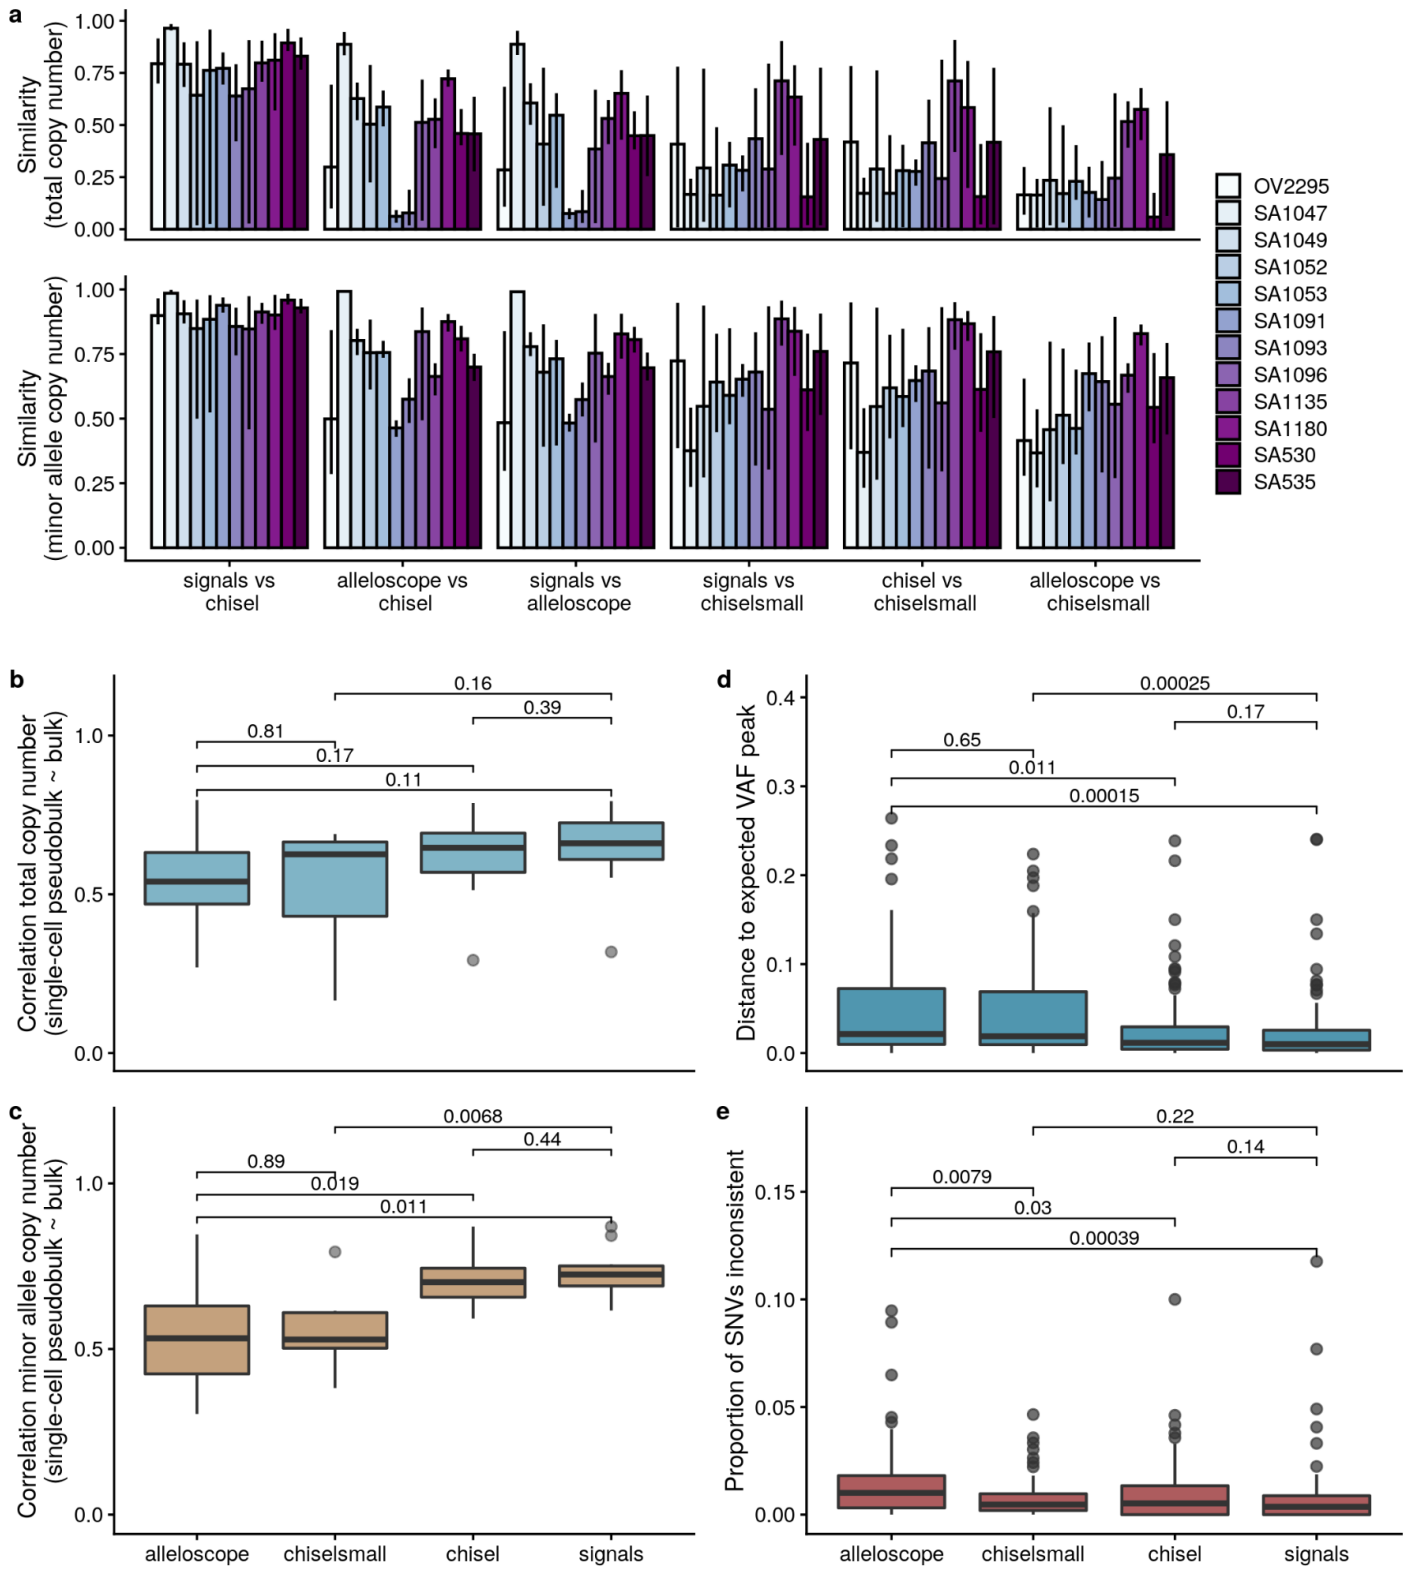 a
Similarity
(total copy number)
1.00
0.75
0.50
0.25
0.00
Similarity
(minor allele copy number)
1.00
0.75
0.50
0.25
0.00
signals vs
chisel
alleloscope vs
chisel
signals vs
alleloscope
signals vs
chiselsmall
chisel vs
chiselsmall
alleloscope vs
chiselsmall
OV2295
SA1047
SA1049
SA1052
SA1053
SA1091
SA1093
SA1096
SA1135
SA1180
SA530
SA535
b
Correlation total copy number
(single-cell pseudobulk ~ bulk)
1.0
0.5
0.0
0.16
0.39
0.81
0.17
0.11
c
Correlation minor allele copy number
(single-cell pseudobulk ~ bulk)
1.0
0.5
0.0
0.0068
0.44
0.89
0.019
0.011
alleloscope
chiselsmall
chisel
signals
d
Distance to expected VAF peak
0.4
0.3
0.2
0.1
0.0
0.00025
0.17
0.65
0.011
0.00015
e
Proportion of SNVs inconsistent
0.15
0.10
0.05
0.00
0.22
0.14
0.0079
0.03
0.00039
alleloscope
chiselsmall
chisel
signals